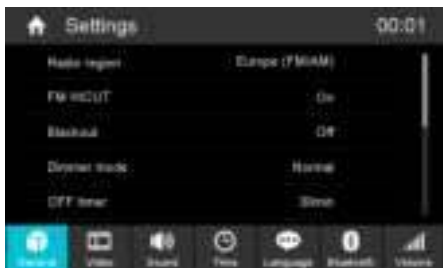 Settings 00:01
Radio region Europe (FM/AM)
FM HICUT On
Blackout Off
Dimmer mode Normal
OFF timer
General Video Sound Time Language Bluetooth Volume